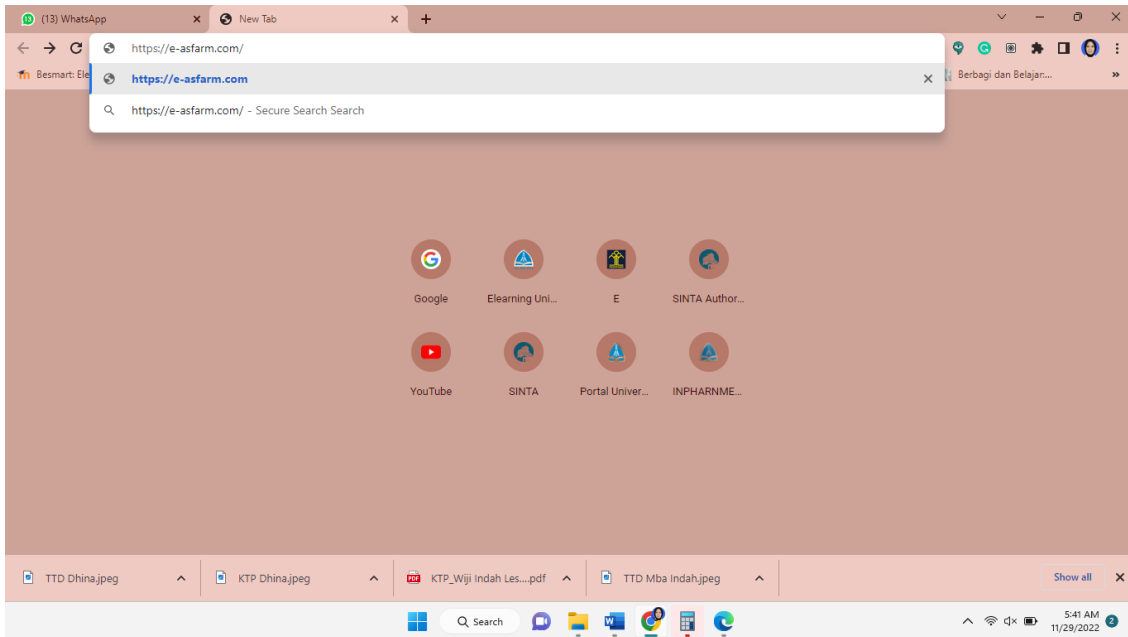 (13) WhatsApp
New Tab
https://e-asfarm.com/
Besmart: Ele
Berbagi dan Belajar:...
https://e-asfarm.com
https://e-asfarm.com/ - Secure Search Search
Google
Elearning Uni...
E
SINTA Author...
YouTube
SINTA
Portal Univer...
INPHARNME...
TTD Dhina.jpeg
KTP Dhina.jpeg
PDF
KTP_Wiji Indah Les....pdf
TTD Mba Indah.jpeg
Show all
Search
5:41 AM
11/29/2022
2